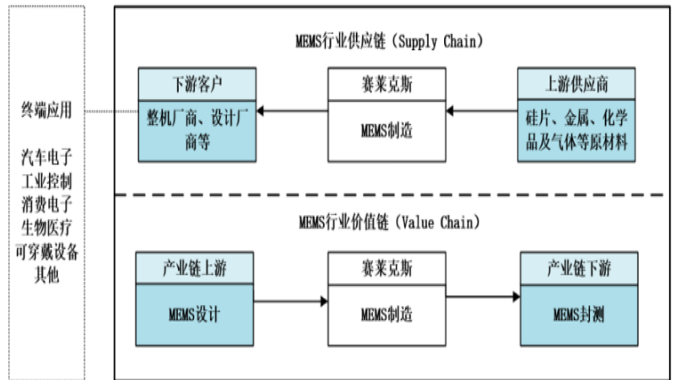 终端应用
汽车电子
工业控制
消费电子
生物医疗
可穿戴设备
其他
MEMS行业供应链（Supply Chain）
下游客户
整机厂商、设计厂
商等
赛莱克斯
MEMS制造
上游供应商
硅片、金属、化学
品及气体等原材料
MEMS行业价值链（Value Chain）
产业链上游
MEMS设计
赛莱克斯
MEMS制造
产业链下游
MEMS封测